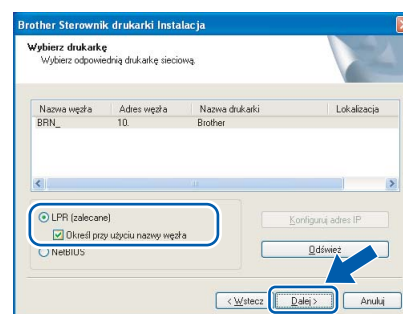 Brother Sterownik drukarki Instalacja
Wybierz drukarkę
Wybierz odpowiednią drukarkę sieciową.
Nazwa węzła Adres węzła Nazwa drukarki Lokalizacja
BRN_ 10. Brother
LPR (zalecane)
Określ przy użyciu nazwy węzła
NetBIOS
Konfiguruj adres IP
Odśwież
< Wstecz Dalej > Anuluj